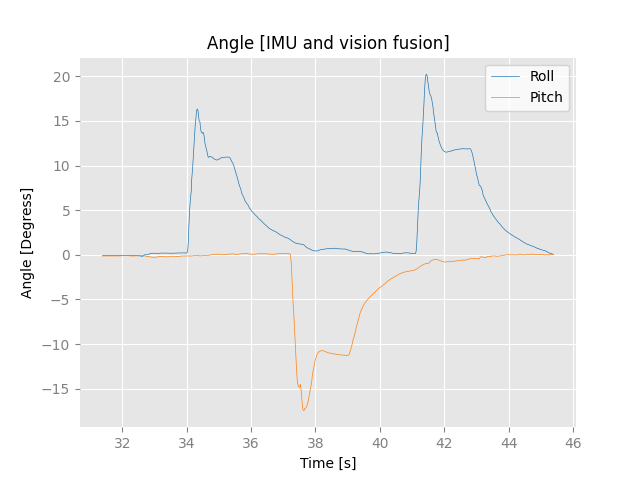 Angle [IMU and vision fusion]
Roll
Pitch
20
15
10
5
0
−5
−10
−15
Angle [Degress]
32 34 36 38 40 42 44 46
Time [s]